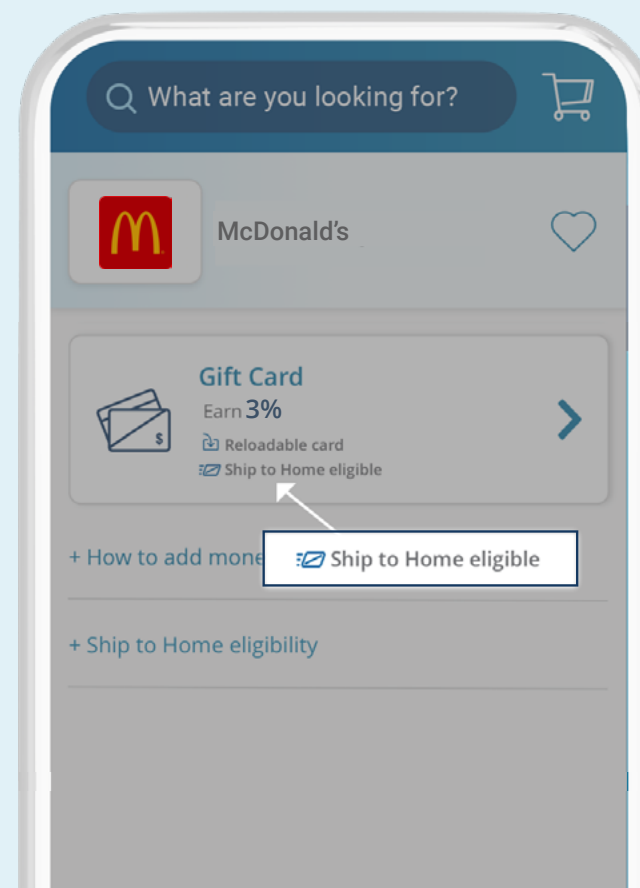 What are you looking for?
McDonald's
Gift Card
Earn 3%
Reloadable card
Ship to Home eligible
+ How to add mone
Ship to Home eligible
+ Ship to Home eligibility